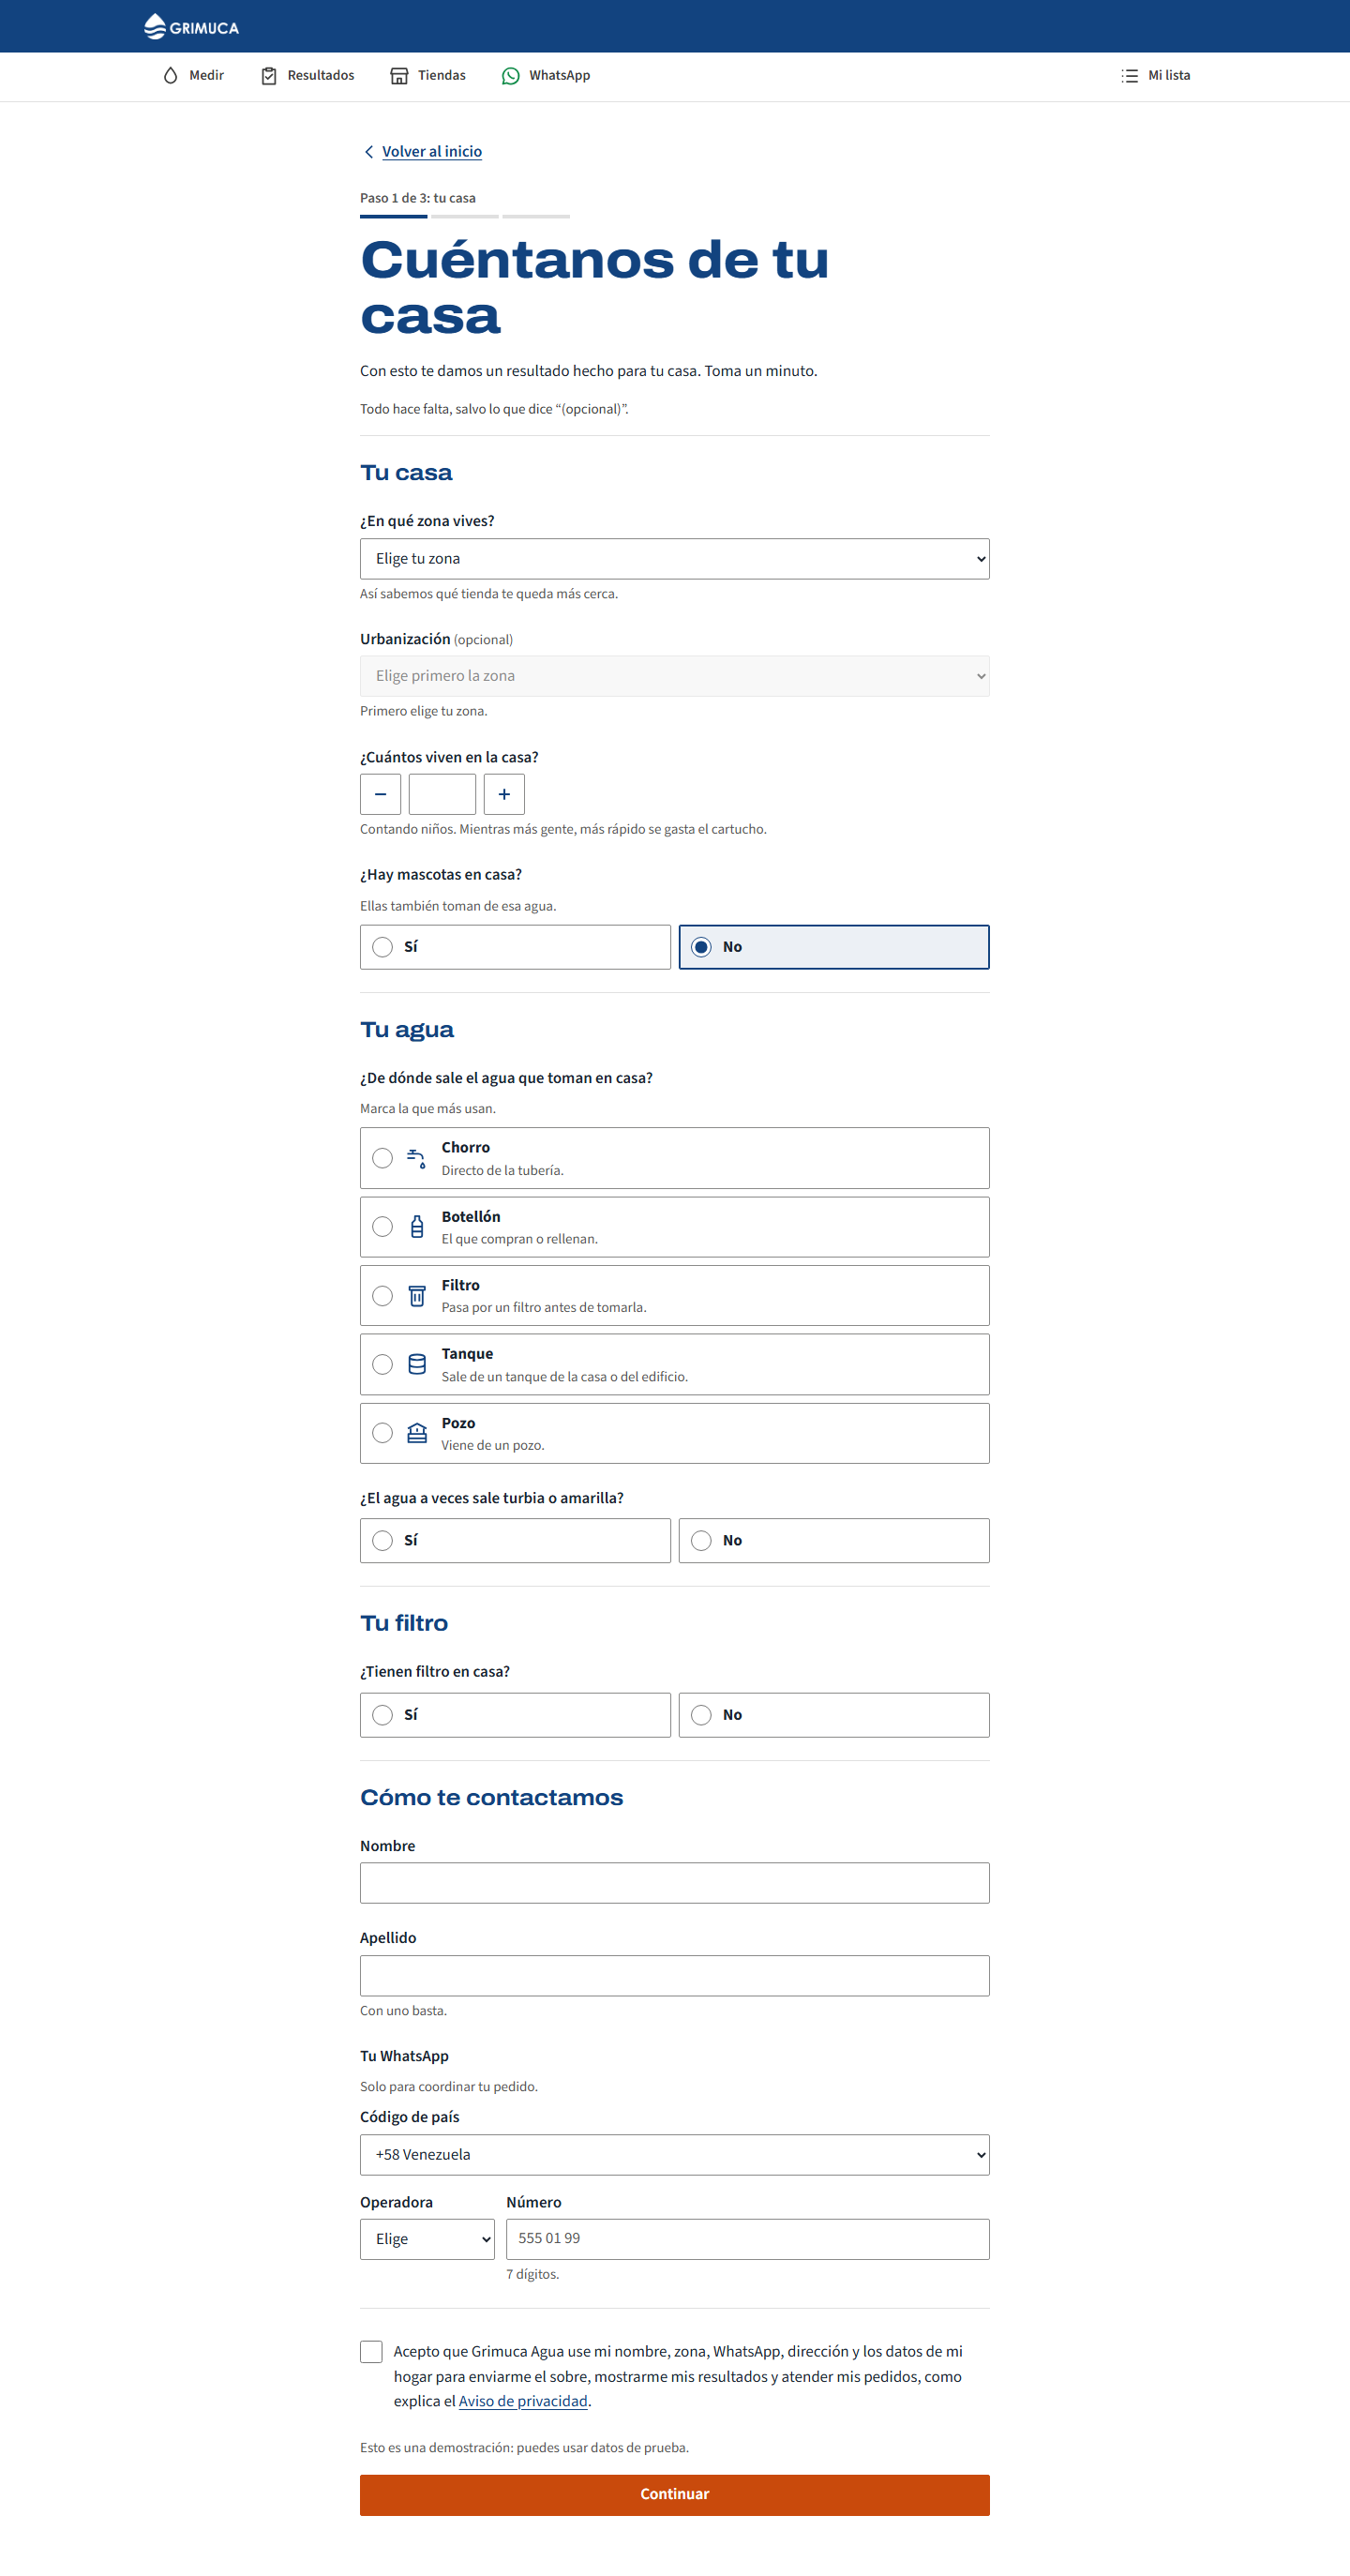 GRIMUCA
Medir
Resultados
Tiendas
WhatsApp
Mi lista
Volver al inicio
Paso 1 de 3: tu casa
Cuéntanos de tu
casa
Con esto te damos un resultado hecho para tu casa. Toma un minuto.
Todo hace falta, salvo lo que dice “(opcional)”.
Tu casa
¿En qué zona vives?
Elige tu zona
Así sabemos qué tienda te queda más cerca.
Urbanización (opcional)
Elige primero la zona
Primero elige tu zona.
¿Cuántos viven en la casa?
−
+
Contando niños. Mientras más gente, más rápido se gasta el cartucho.
¿Hay mascotas en casa?
Ellas también toman de esa agua.
Sí
No
Tu agua
¿De dónde sale el agua que toman en casa?
Marca la que más usan.
Chorro
Directo de la tubería.
Botellón
El que compran o rellenan.
Filtro
Pasa por un filtro antes de tomarla.
Tanque
Sale de un tanque de la casa o del edificio.
Pozo
Viene de un pozo.
¿El agua a veces sale turbia o amarilla?
Sí
No
Tu filtro
¿Tienen filtro en casa?
Sí
No
Cómo te contactamos
Nombre
Apellido
Con uno basta.
Tu WhatsApp
Solo para coordinar tu pedido.
Código de país
+58 Venezuela
Operadora
Número
Elige
555 01 99
7 dígitos.
Acepto que Grimuca Agua use mi nombre, zona, WhatsApp, dirección y los datos de mi
hogar para enviarme el sobre, mostrarme mis resultados y atender mis pedidos, como
explica el Aviso de privacidad.
Esto es una demostración: puedes usar datos de prueba.
Continuar